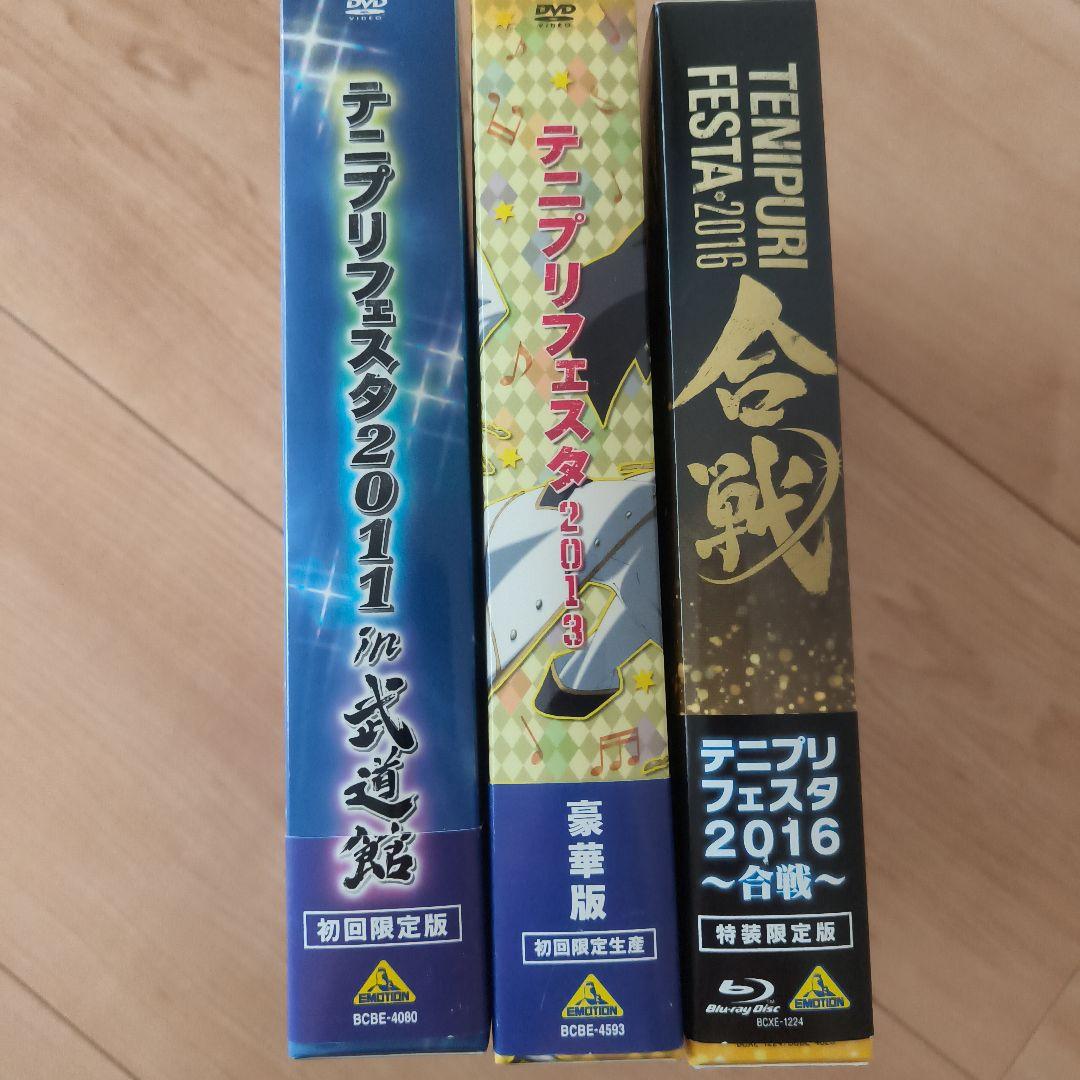 DVD
VIDEO
テニプリフェスタ2011 in 武道館
初回限定版
EMOTION
BCBE-4080
DVD
VIDEO
テニプリフェスタ2013
豪華版
初回限定生産
EMOTION
BCBE-4593
TENIPURI
FESTA 2016
合戦
テニプリ
フェスタ
2016
～合戦～
特装限定版
Blu-ray Disc
EMOTION
BCXE-1224